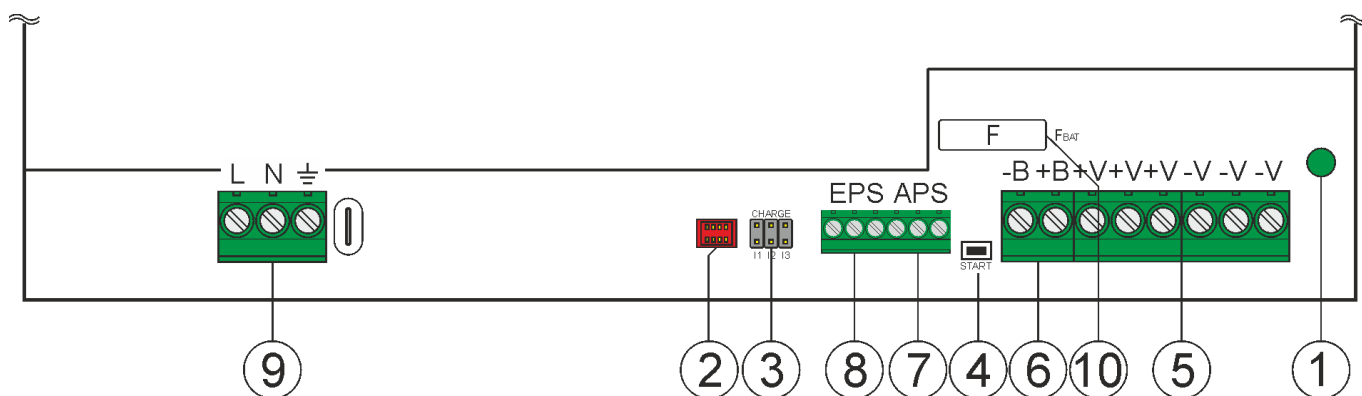 F FBAT
L N ⏚
-B +B +V +V +V -V -V -V
EPS APS
CHARGE
I1 I2 I3
START
9 2 3 8 7 4 6 10 5 1